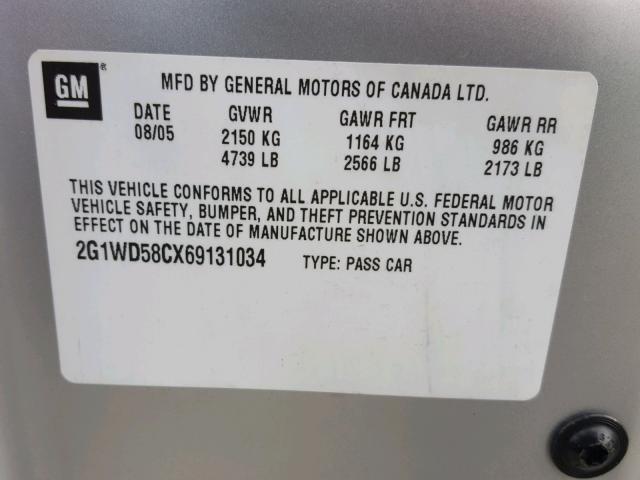 GM ®
MFD BY GENERAL MOTORS OF CANADA LTD.
DATE GVWR GAWR FRT GAWR RR
08/05 2150 KG 1164 KG 986 KG
4739 LB 2566 LB 2173 LB
THIS VEHICLE CONFORMS TO ALL APPLICABLE U.S. FEDERAL MOTOR
VEHICLE SAFETY, BUMPER, AND THEFT PREVENTION STANDARDS IN
EFFECT ON THE DATE OF MANUFACTURE SHOWN ABOVE.
2G1WD58CX69131034 TYPE: PASS CAR